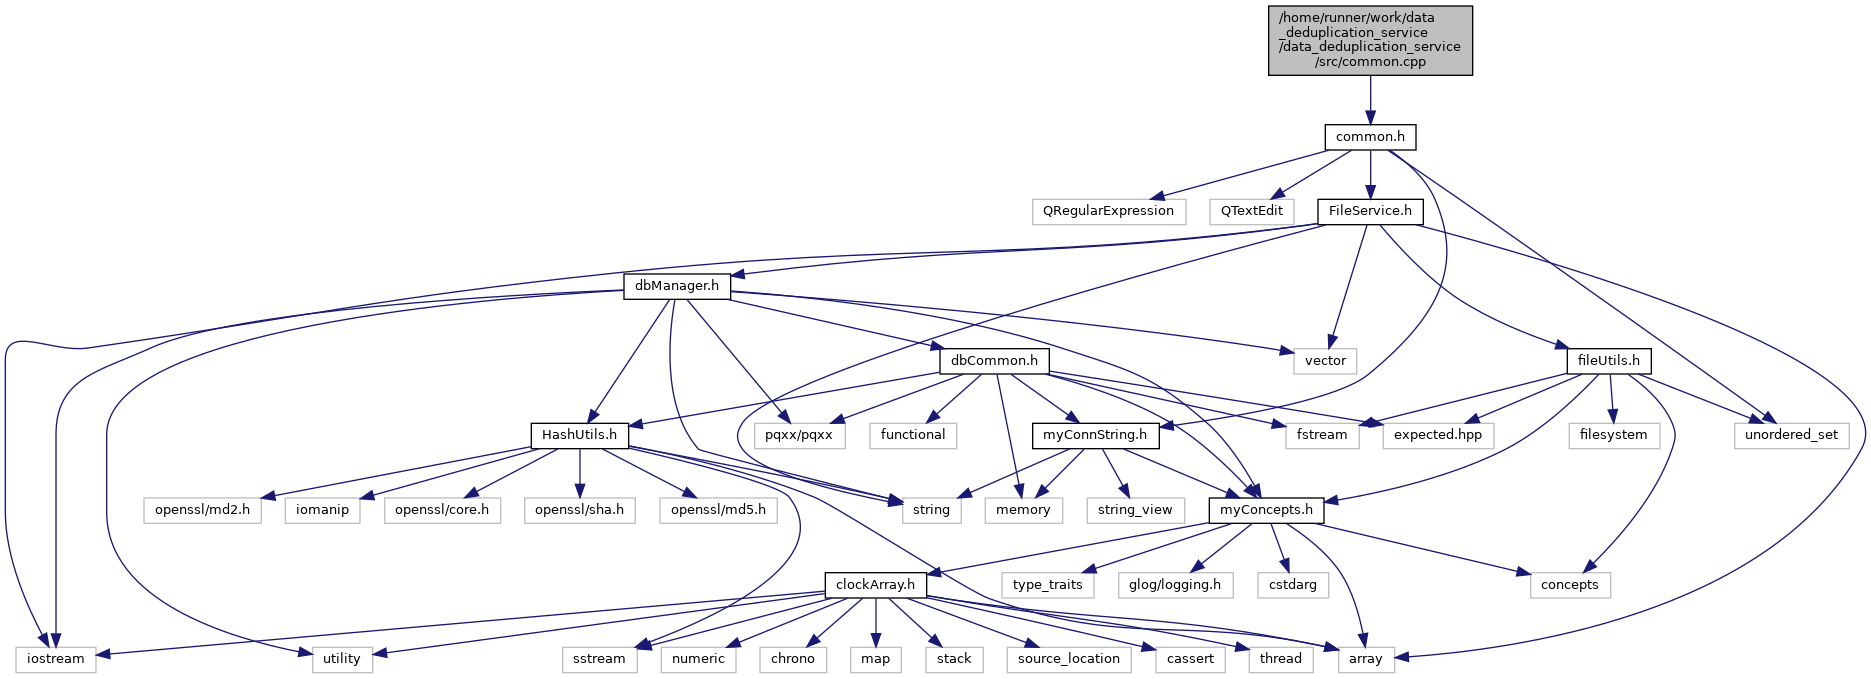 /home/runner/work/data
_deduplication_service
/data_deduplication_service
/src/common.cpp
common.h
QRegularExpression
QTextEdit
FileService.h
dbManager.h
dbCommon.h
vector
fileUtils.h
HashUtils.h
pqxx/pqxx
functional
myConnString.h
fstream
expected.hpp
filesystem
unordered_set
openssl/md2.h
iomanip
openssl/core.h
openssl/sha.h
openssl/md5.h
string
memory
string_view
myConcepts.h
clockArray.h
type_traits
glog/logging.h
cstdarg
concepts
iostream
utility
sstream
numeric
chrono
map
stack
source_location
cassert
thread
array